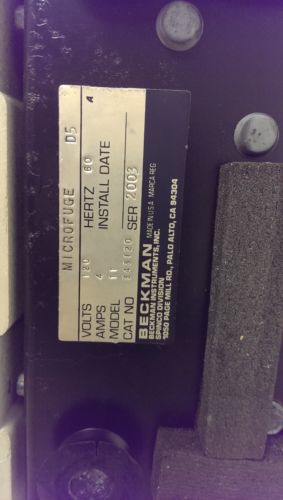 MICROFUGE D5
VOLTS 120 HERTZ 60 A
AMPS 4 INSTALL DATE
MODEL 11
CAT NO SER 2003
BECKMAN MADE IN U.S.A. MARCA REG
BECKMAN INSTRUMENTS, INC.
SPINCO DIVISION
1050 PAGE MILL RD., PALO ALTO, CA 94304